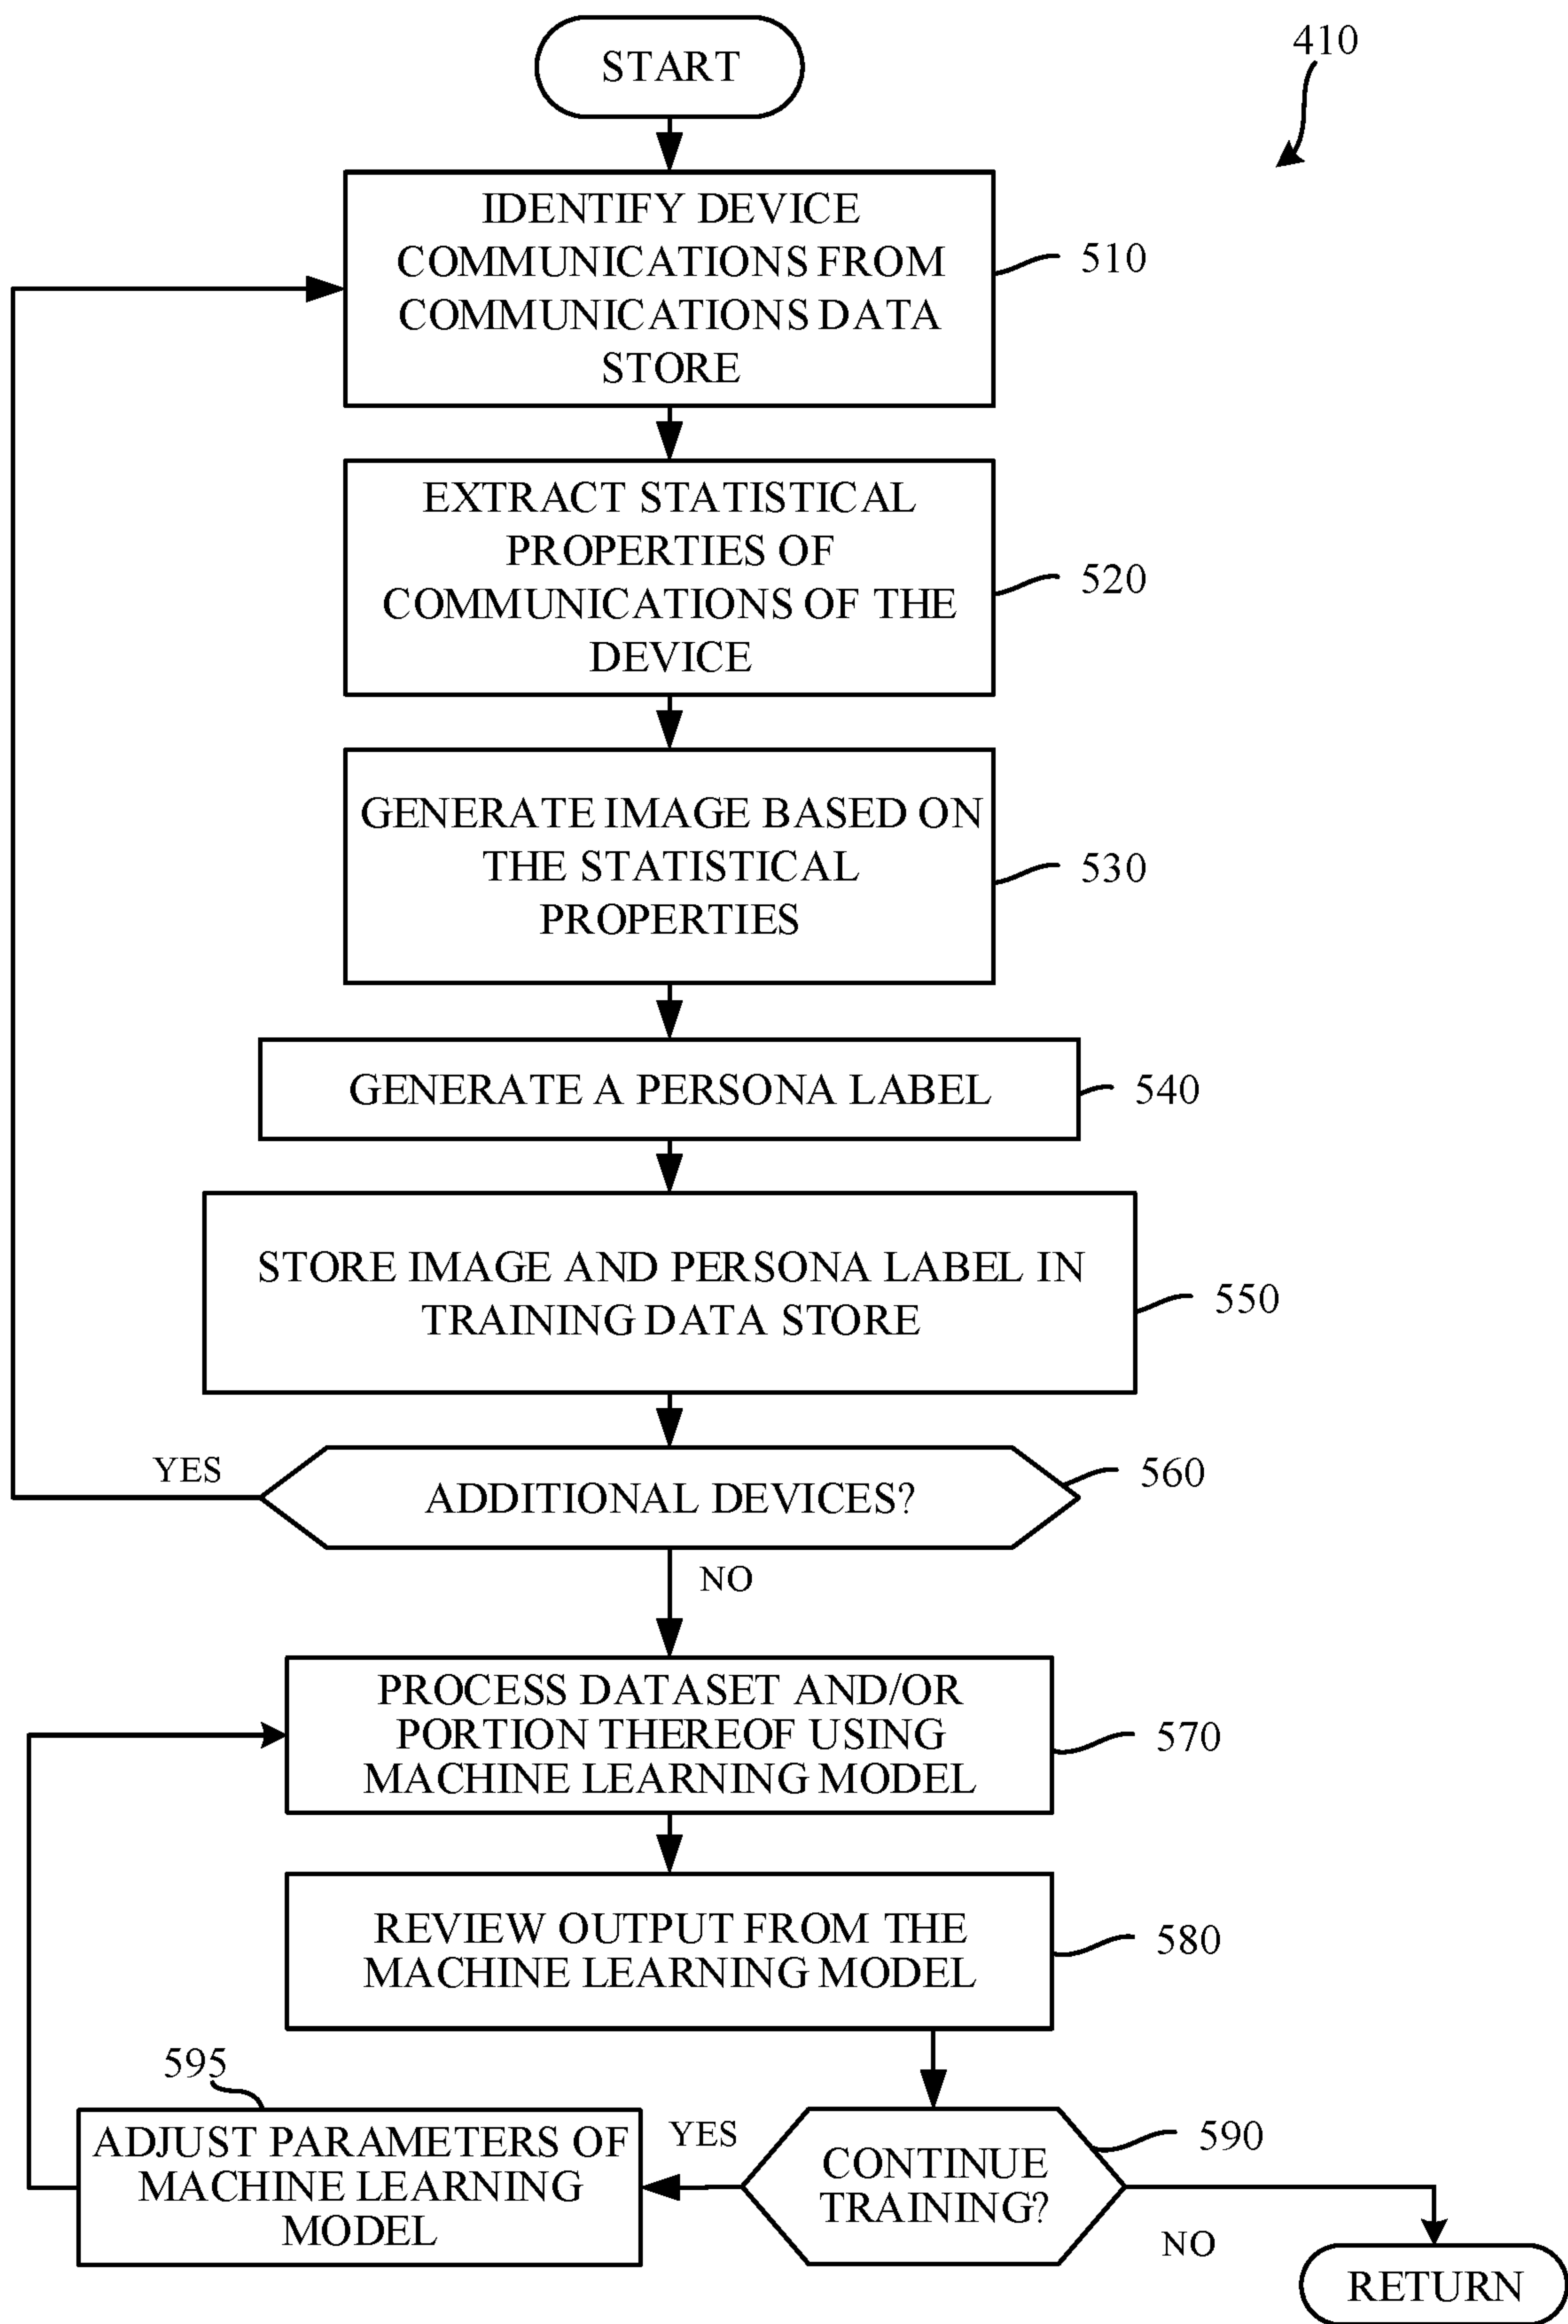 START
410
IDENTIFY DEVICE
COMMUNICATIONS FROM
COMMUNICATIONS DATA
STORE
510
EXTRACT STATISTICAL
PROPERTIES OF
COMMUNICATIONS OF THE
DEVICE
520
GENERATE IMAGE BASED ON
THE STATISTICAL
PROPERTIES
530
GENERATE A PERSONA LABEL
540
STORE IMAGE AND PERSONA LABEL IN
TRAINING DATA STORE
550
YES
ADDITIONAL DEVICES?
560
NO
PROCESS DATASET AND/OR
PORTION THEREOF USING
MACHINE LEARNING MODEL
570
REVIEW OUTPUT FROM THE
MACHINE LEARNING MODEL
580
595
ADJUST PARAMETERS OF
MACHINE LEARNING
MODEL
YES
CONTINUE
TRAINING?
590
NO
RETURN